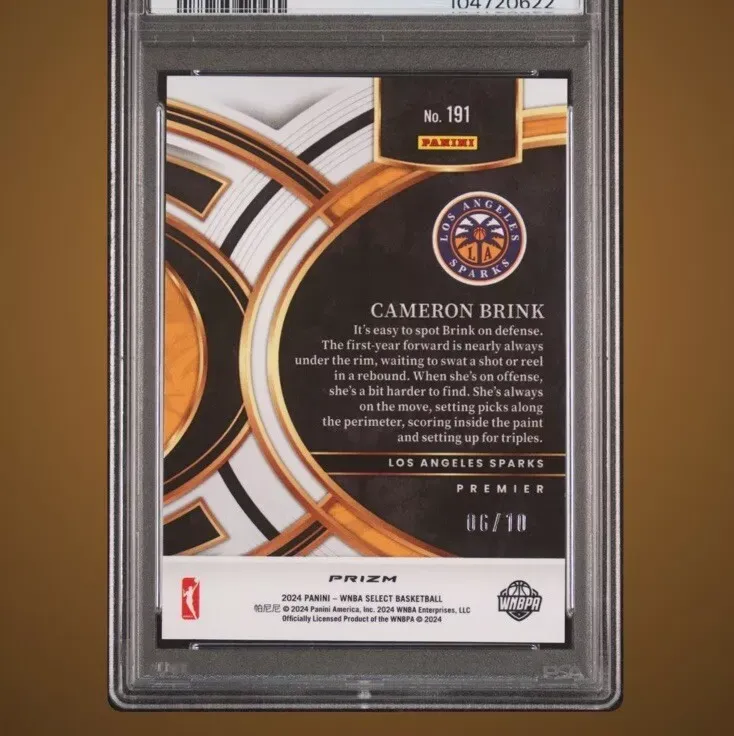 104720622
No. 191
PANINI
LOS ANGELES
LA
SPARKS
CAMERON BRINK
It's easy to spot Brink on defense.
The first-year forward is nearly always
under the rim, waiting to swat a shot or reel
in a rebound. When she's on offense,
she's a bit harder to find. She's always
on the move, setting picks along
the perimeter, scoring inside the paint
and setting up for triples.
LOS ANGELES SPARKS
PREMIER
06/10
PRIZM
2024 PANINI – WNBA SELECT BASKETBALL
帕尼尼 © 2024 Panini America, Inc. 2024 WNBA Enterprises, LLC
Officially Licensed Product of the WNBPA © 2024
WNBPA
PSA